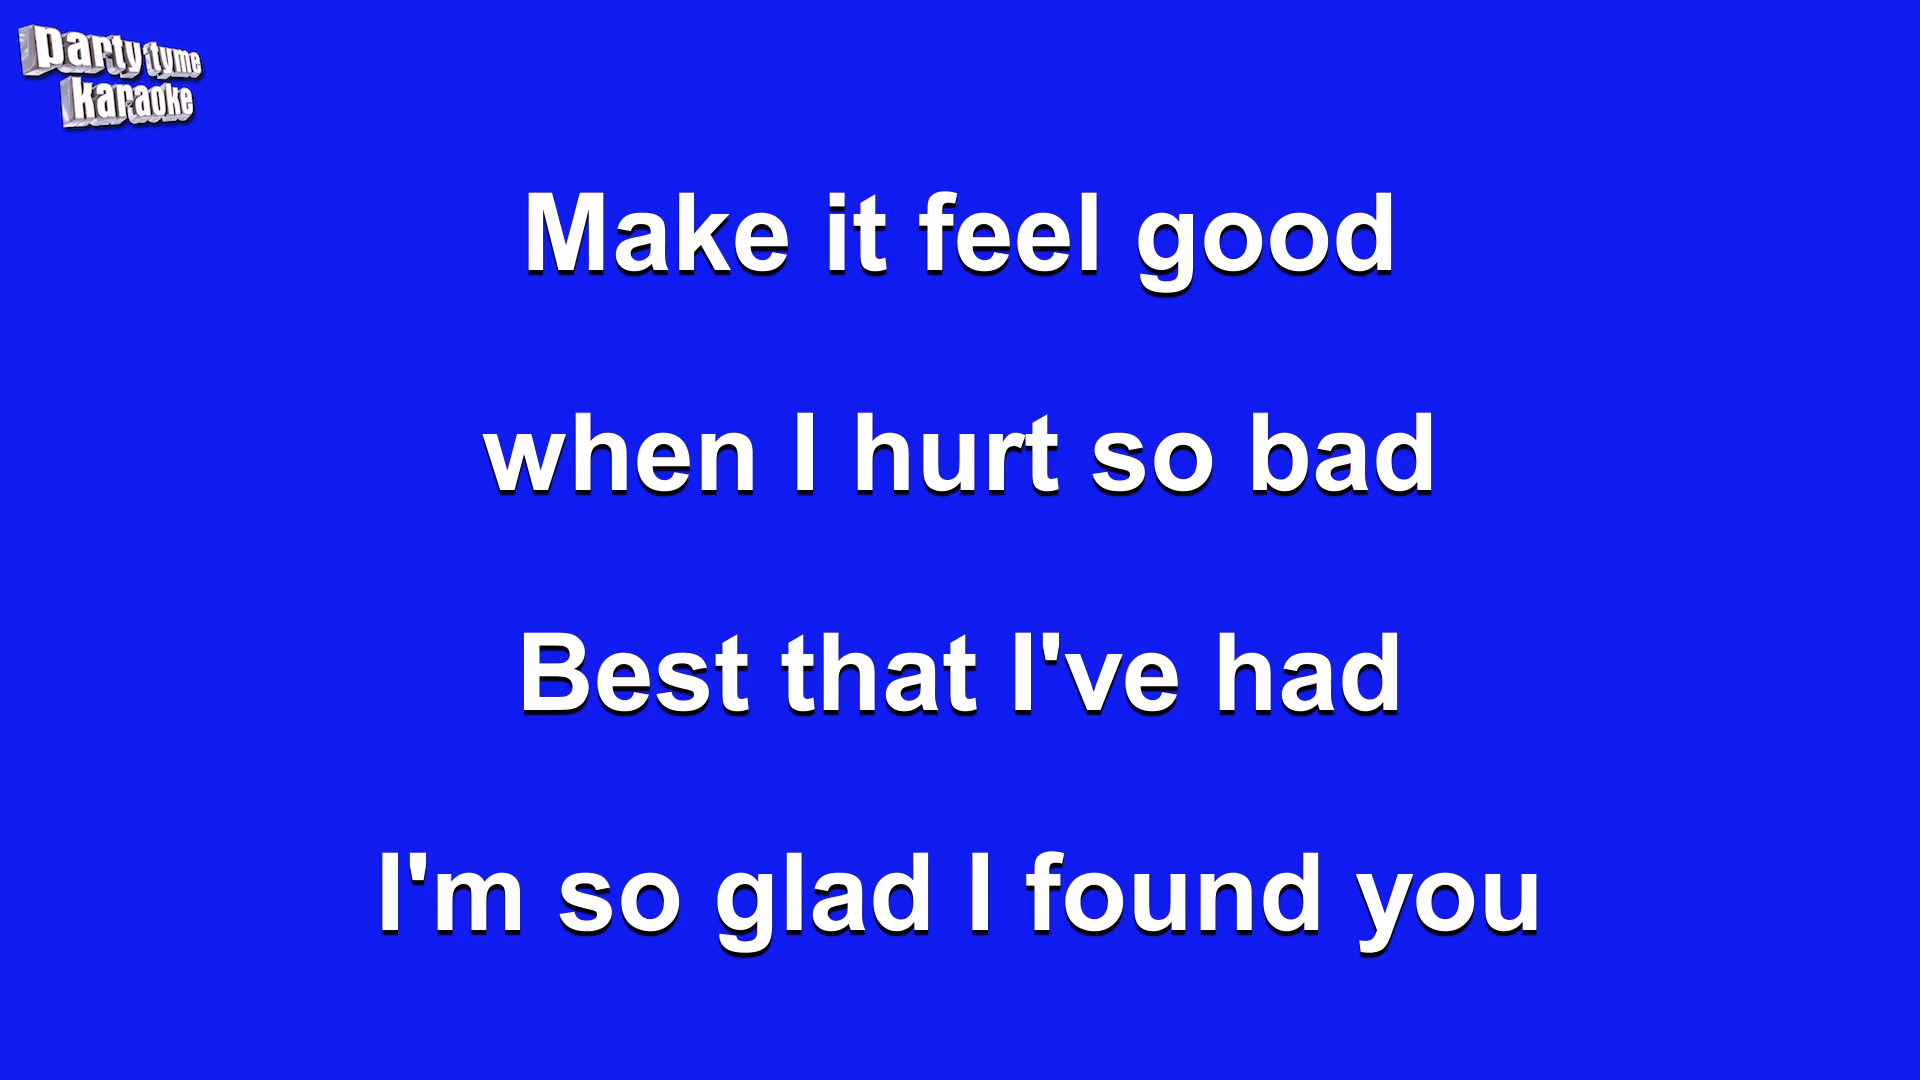 party tyme
karaoke
Make it feel good
when I hurt so bad
Best that I've had
I'm so glad I found you